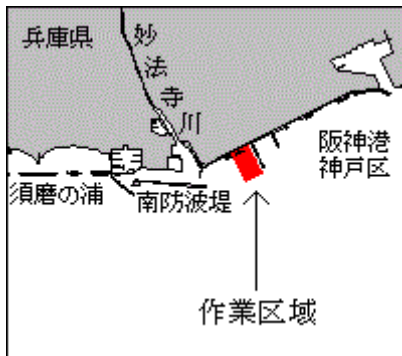 兵庫県
妙法寺川
阪神港
神戸区
須磨の浦
南防波堤
作業区域